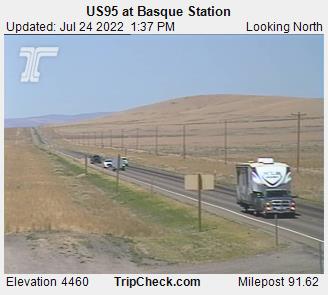 US95 at Basque Station
Updated: Jul 24 2022 1:37 PM Looking North
Elevation 4460 TripCheck.com Milepost 91.62